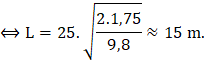 ⇔ L = 25. √(2.1,75 / 9,8) ≈ 15 m.